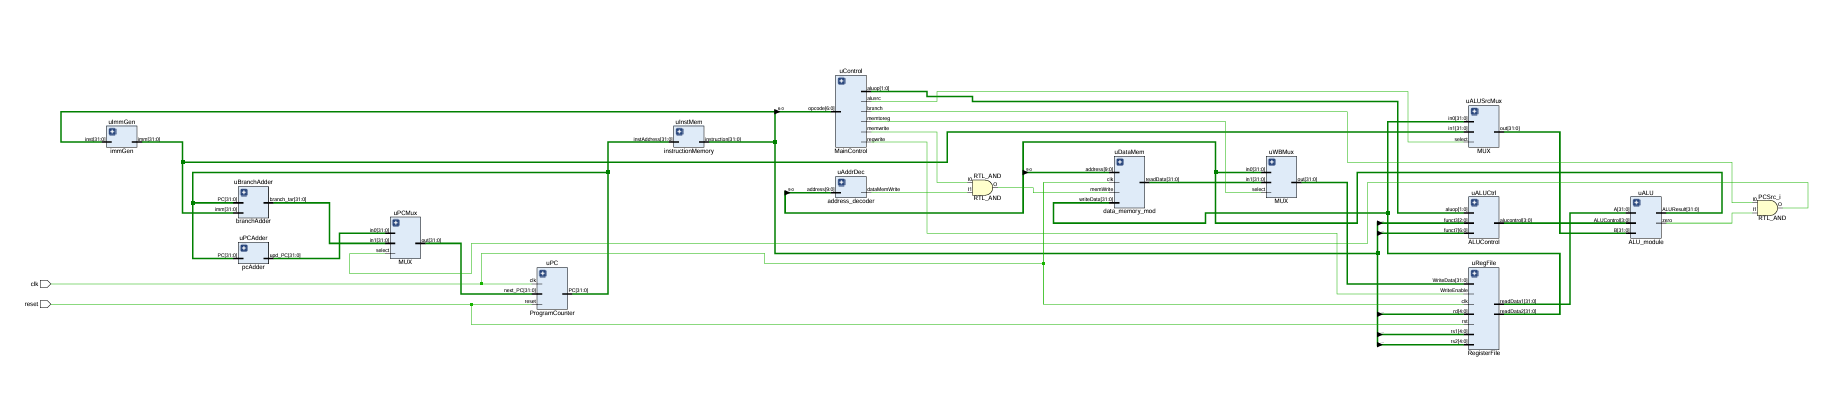 uImmGen
inst[31:0]
imm[31:0]
immGen
uBranchAdder
PC[31:0]
imm[31:0]
branch_tar[31:0]
branchAdder
uPCAdder
PC[31:0]
upd_PC[31:0]
pcAdder
clk
reset
uPCMux
in0[31:0]
in1[31:0]
select
out[31:0]
MUX
uPC
clk
next_PC[31:0]
reset
PC[31:0]
ProgramCounter
uInstMem
instAddress[31:0]
instruction[31:0]
instructionMemory
uControl
opcode[6:0]
aluop[1:0]
alusrc
branch
memtoreg
memwrite
regwrite
MainControl
uAddrDec
address[9:0]
dataMemWrite
address_decoder
RTL_AND
I0
I1
O
RTL_AND
uDataMem
address[9:0]
clk
memWrite
writeData[31:0]
readData[31:0]
data_memory_mod
uWBMux
in0[31:0]
in1[31:0]
select
out[31:0]
MUX
uALUSrcMux
in0[31:0]
in1[31:0]
select
out[31:0]
MUX
uALUCtrl
aluop[1:0]
funct3[2:0]
funct7[6:0]
alucontrol[3:0]
ALUControl
uRegFile
WriteData[31:0]
WriteEnable
clk
rd[4:0]
rst
rs1[4:0]
rs2[4:0]
readData1[31:0]
readData2[31:0]
RegisterFile
uALU
A[31:0]
ALUControl[3:0]
B[31:0]
ALUResult[31:0]
zero
ALU_module
PCSrc_i
I0
I1
O
RTL_AND